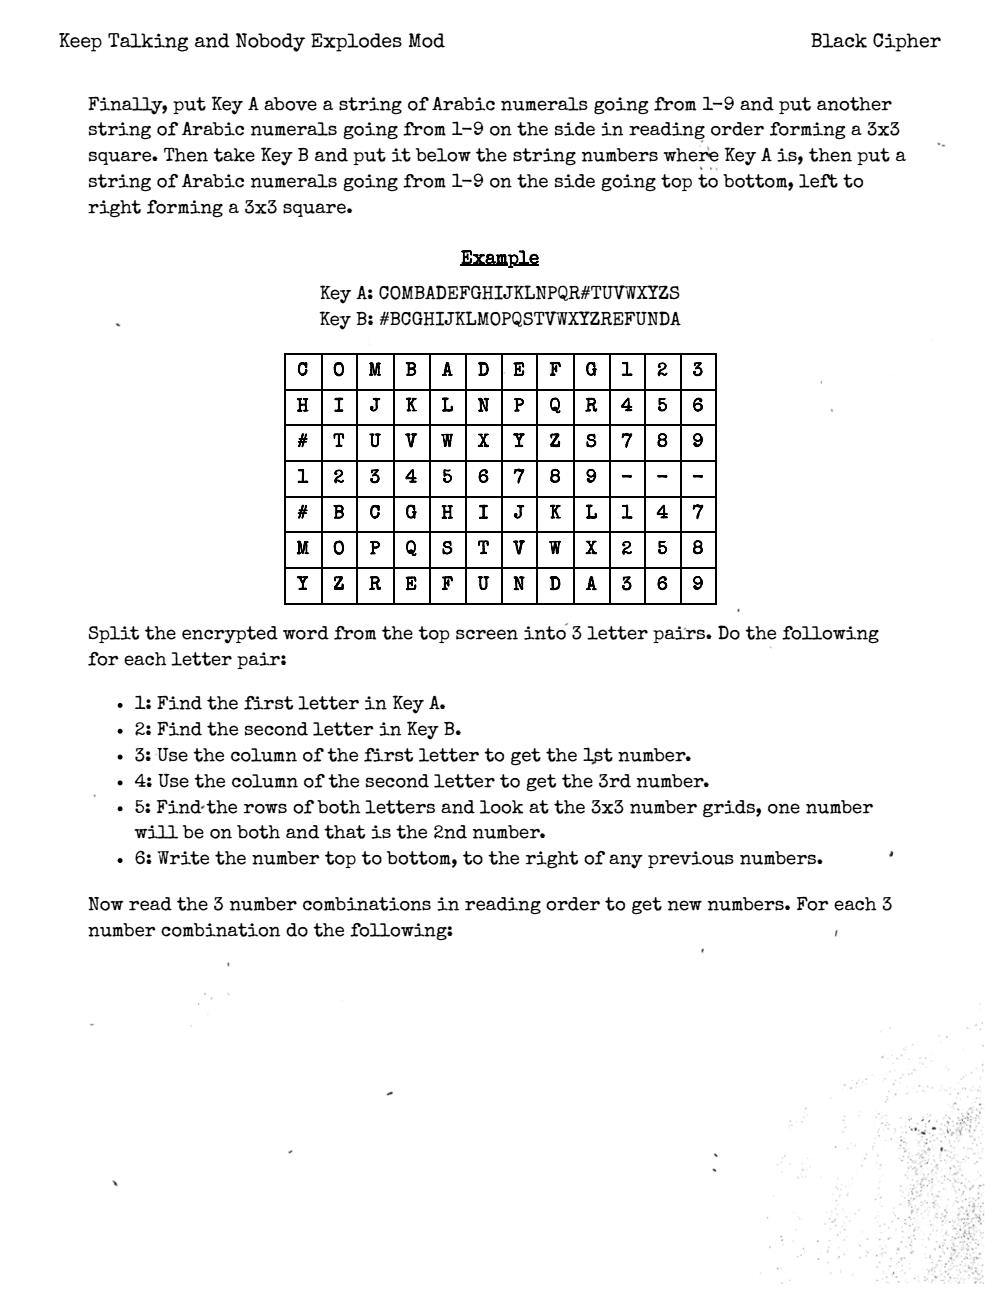 Keep Talking and Nobody Explodes Mod Black Cipher
Finally, put Key A above a string of Arabic numerals going from 1-9 and put another
string of Arabic numerals going from 1-9 on the side in reading order forming a 3x3
square. Then take Key B and put it below the string numbers where Key A is, then put a
string of Arabic numerals going from 1-9 on the side going top to bottom, left to
right forming a 3x3 square.
Example
Key A: COMBADEFGHIJKLNPQR#TUVWXYZS
Key B: #BCGHIJKLMOPQSTVWXYZREFUNDA
C O M B A D E F G 1 2 3
H I J K L N P Q R 4 5 6
# T U V W X Y Z S 7 8 9
1 2 3 4 5 6 7 8 9 - - -
# B C G H I J K L 1 4 7
M O P Q S T V W X 2 5 8
Y Z R E F U N D A 3 6 9
Split the encrypted word from the top screen into 3 letter pairs. Do the following
for each letter pair:
• 1: Find the first letter in Key A.
• 2: Find the second letter in Key B.
• 3: Use the column of the first letter to get the 1st number.
• 4: Use the column of the second letter to get the 3rd number.
• 5: Find the rows of both letters and look at the 3x3 number grids, one number
will be on both and that is the 2nd number.
• 6: Write the number top to bottom, to the right of any previous numbers.
Now read the 3 number combinations in reading order to get new numbers. For each 3
number combination do the following: